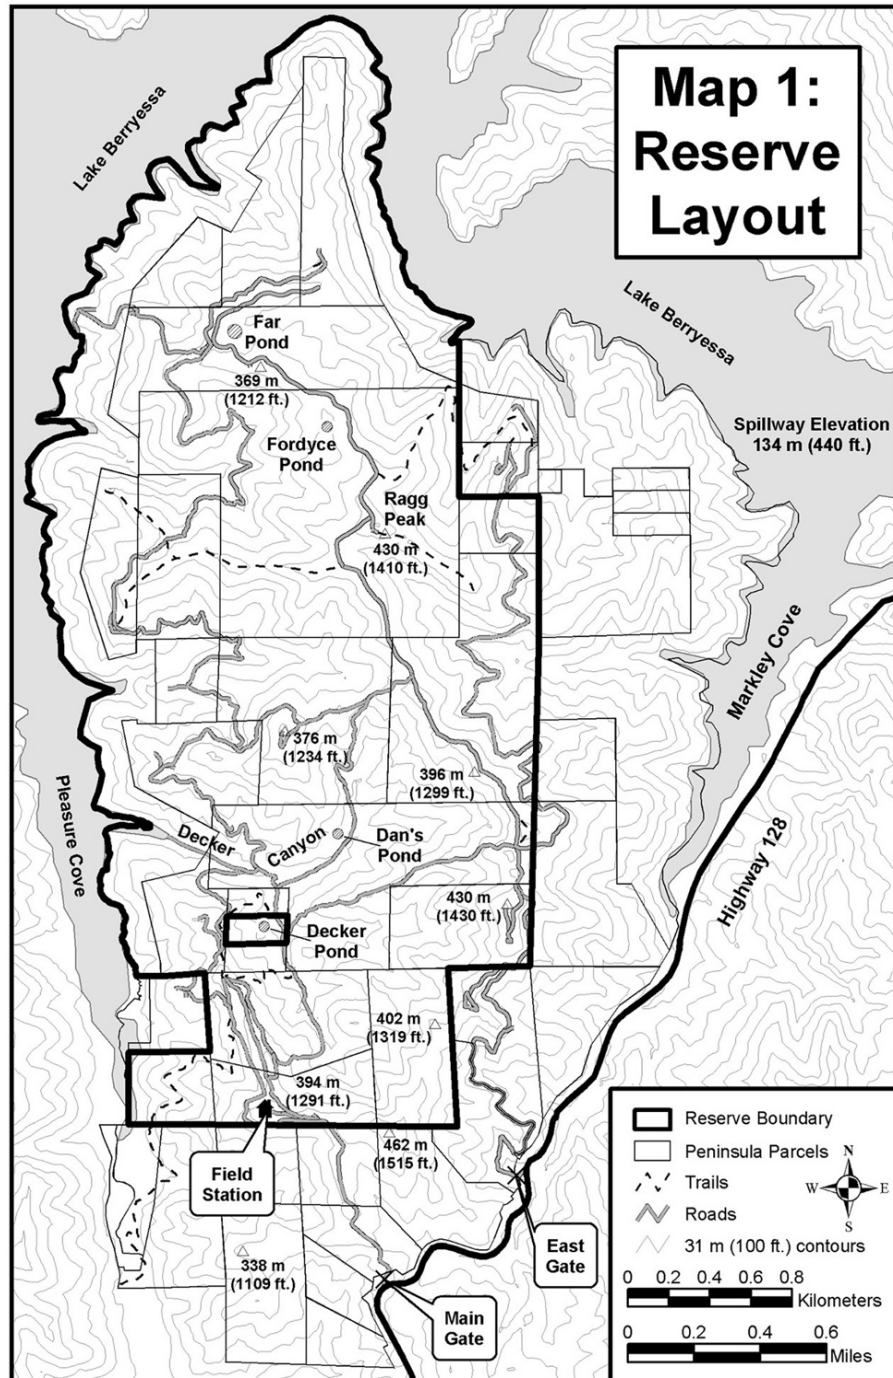 Map 1:
Reserve
Layout
Lake Berryessa
Lake Berryessa
Far
Pond
369 m
(1212 ft.)
Spillway Elevation
134 m (440 ft.)
Fordyce
Pond
Ragg
Peak
430 m
(1410 ft.)
Markley Cove
376 m
(1234 ft.)
396 m
(1299 ft.)
Pleasure Cove
Decker Canyon
Dan's
Pond
Highway 128
430 m
(1430 ft.)
Decker
Pond
402 m
(1319 ft.)
394 m
(1291 ft.)
462 m
(1515 ft.)
Field
Station
338 m
(1109 ft.)
East
Gate
Main
Gate
Reserve Boundary
Peninsula Parcels
Trails
Roads
31 m (100 ft.) contours
N
W E
S
0 0.2 0.4 0.6 0.8
Kilometers
0 0.2 0.4 0.6
Miles